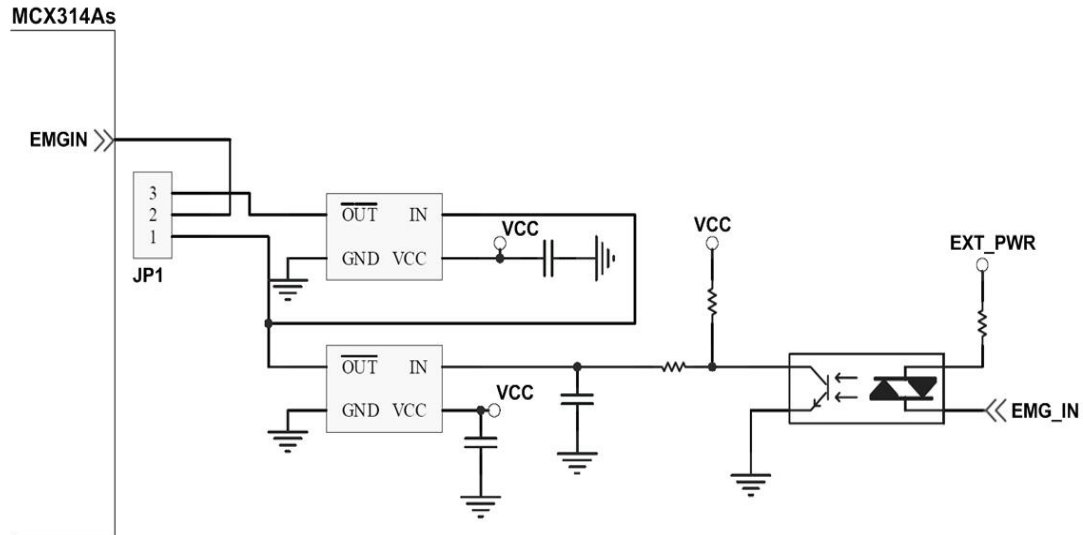 MCX314As
EMGIN
3
2
1
JP1
OUT IN
GND VCC
VCC
VCC
EXT_PWR
OUT IN
GND VCC
VCC
EMG_IN